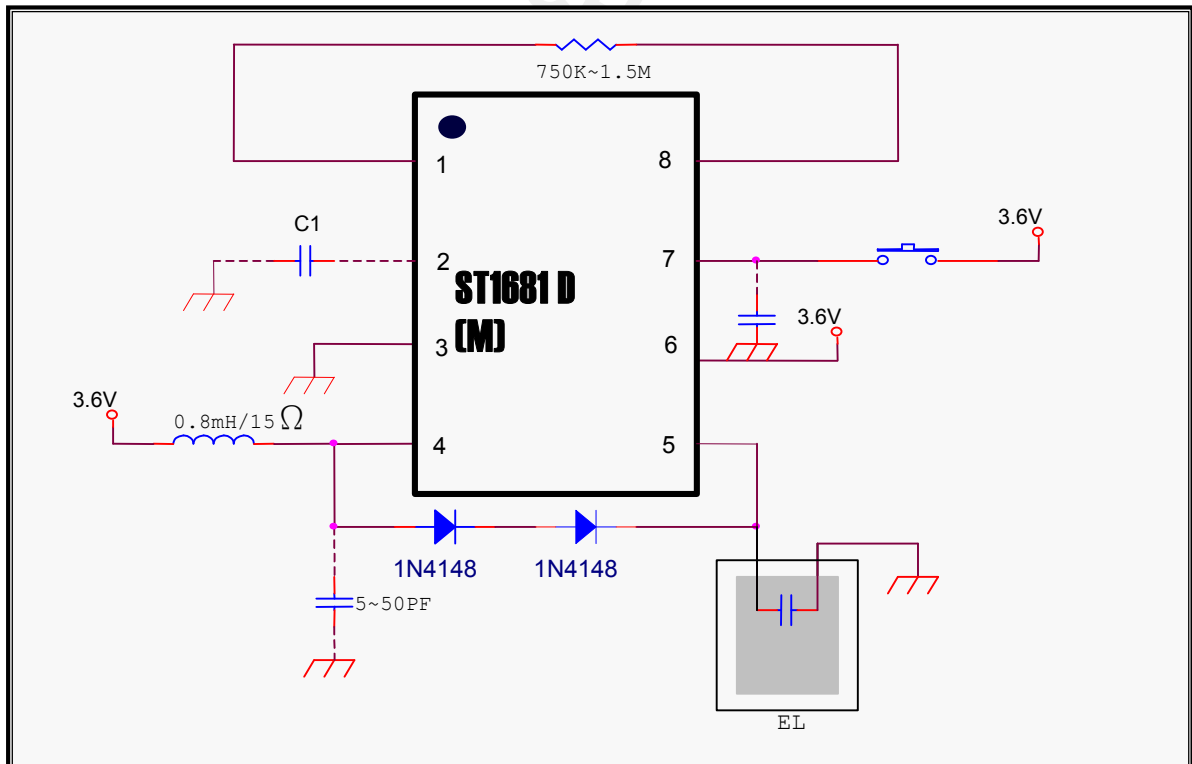 750K~1.5M
1
8
C1
3.6V
2
7
ST1681 D
(M)
3.6V
3
6
3.6V
0.8mH/15 Ω
4
5
1N4148
1N4148
5~50PF
EL